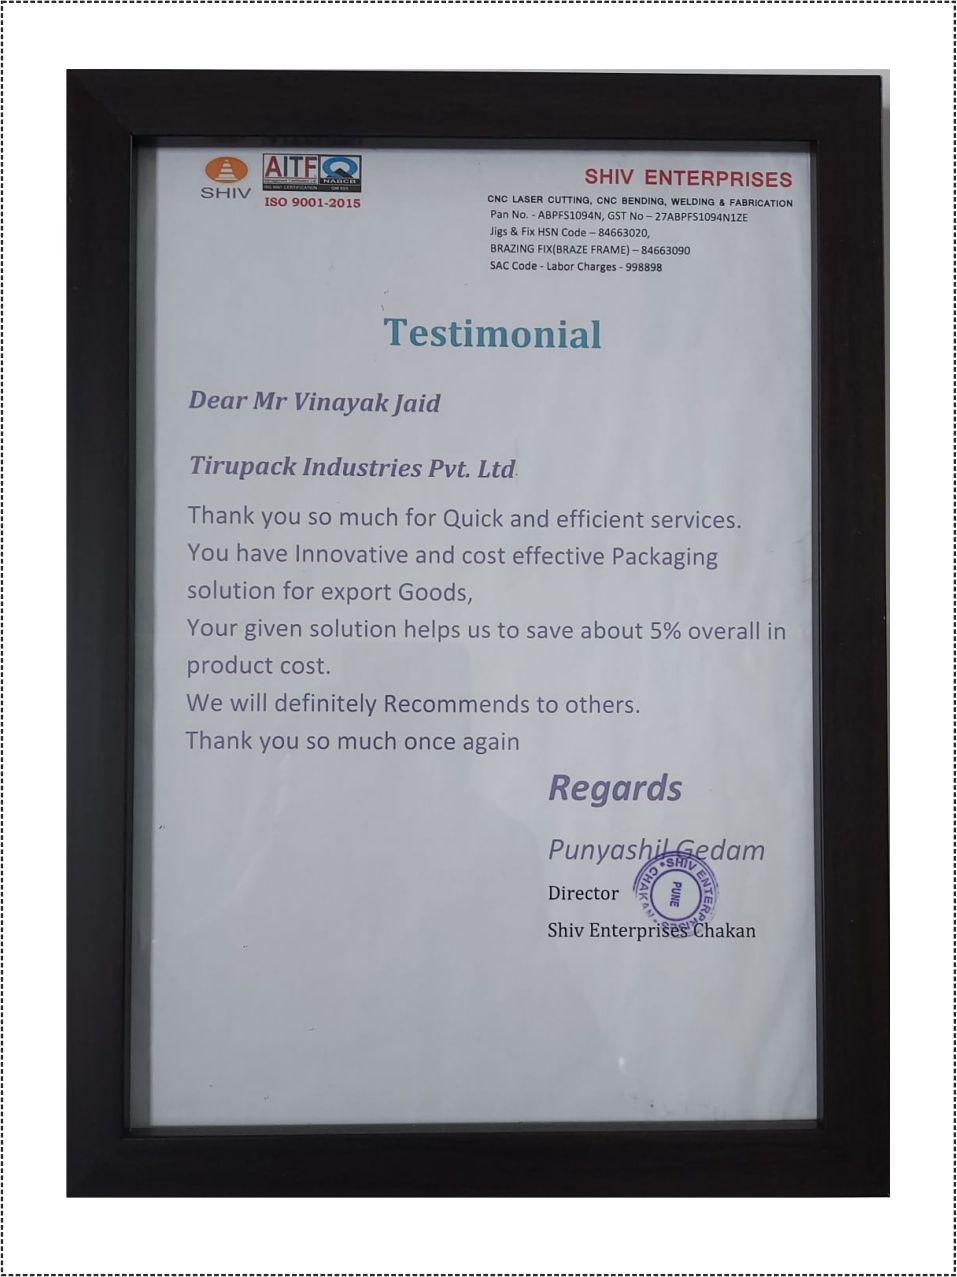 SHIV
AITF
NABCB
ISO 9001-2015
SHIV ENTERPRISES
CNC LASER CUTTING, CNC BENDING, WELDING & FABRICATION
Pan No. - ABPFS1094N, GST No – 27ABPFS1094N1ZE
Jigs & Fix HSN Code – 84663020,
BRAZING FIX(BRAZE FRAME) – 84663090
SAC Code - Labor Charges - 998898
Testimonial
Dear Mr Vinayak Jaid
Tirupack Industries Pvt. Ltd.
Thank you so much for Quick and efficient services.
You have Innovative and cost effective Packaging
solution for export Goods,
Your given solution helps us to save about 5% overall in
product cost.
We will definitely Recommends to others.
Thank you so much once again
Regards
Punyashil Gedam
Director
Shiv Enterprises Chakan
SHIV ENTERPRISES
CHAKAN
PUNE